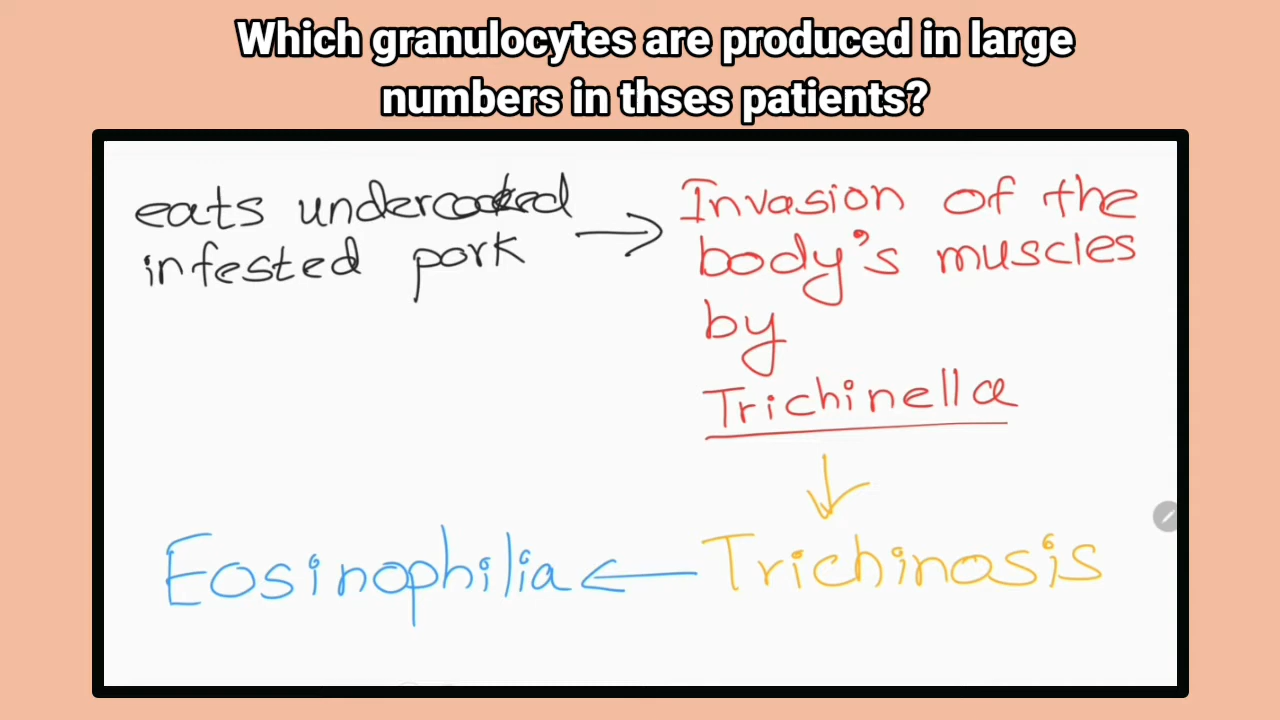 Which granulocytes are produced in large
numbers in thses patients?
eats undercooked
infested pork
Invasion of the
body's muscles
by
Trichinella
Eosinophilia
Trichinosis